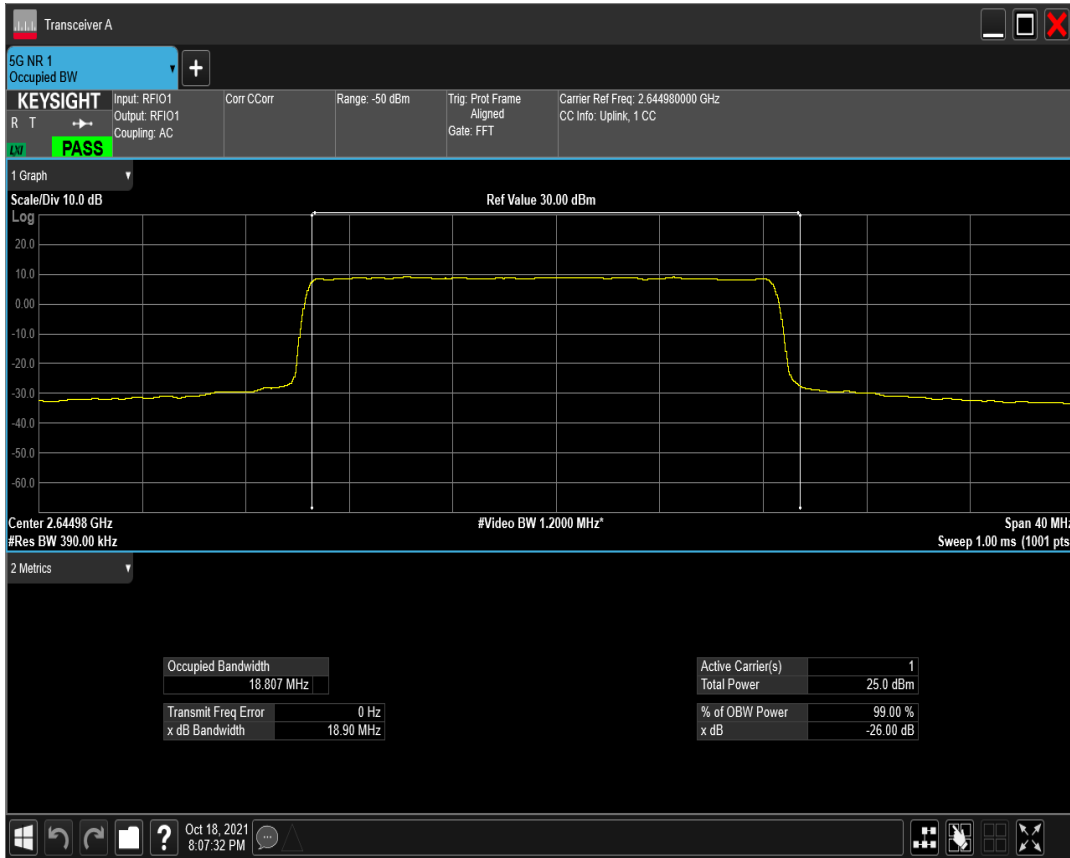 Transceiver A
5G NR 1
Occupied BW
+
KEYSIGHT
R T
LXI
PASS
Input: RFIO1
Output: RFIO1
Coupling: AC
Corr CCorr
Range: -50 dBm
Trig: Prot Frame
Aligned
Gate: FFT
Carrier Ref Freq: 2.644980000 GHz
CC Info: Uplink, 1 CC
1 Graph
Scale/Div 10.0 dB
Ref Value 30.00 dBm
Log
20.0
10.0
0.00
-10.0
-20.0
-30.0
-40.0
-50.0
-60.0
Center 2.64498 GHz
#Video BW 1.2000 MHz*
Span 40 MHz
#Res BW 390.00 kHz
Sweep 1.00 ms (1001 pts
2 Metrics
Occupied Bandwidth
18.807 MHz
Transmit Freq Error 0 Hz
x dB Bandwidth 18.90 MHz
Active Carrier(s) 1
Total Power 25.0 dBm
% of OBW Power 99.00 %
x dB -26.00 dB
?
Oct 18, 2021
8:07:32 PM